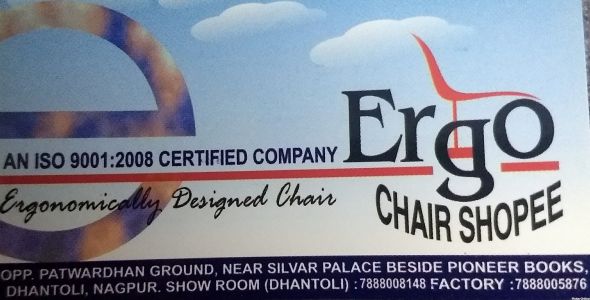 Ergo
AN ISO 9001:2008 CERTIFIED COMPANY
Ergonomically Designed Chair
CHAIR SHOPEE
OPP. PATWARDHAN GROUND, NEAR SILVAR PALACE BESIDE PIONEER BOOKS,
DHANTOLI, NAGPUR. SHOW ROOM (DHANTOLI) :7888008148 FACTORY :7888005876